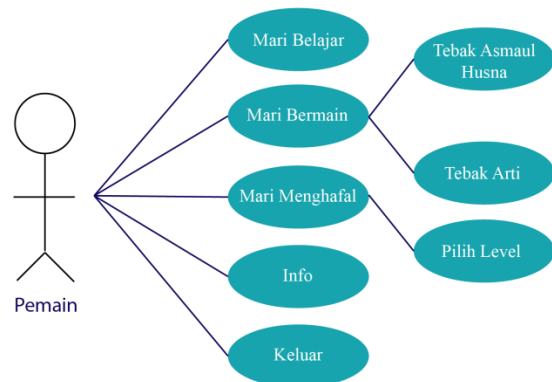 Mari Belajar
Tebak Asmaul
Husna
Mari Bermain
Tebak Arti
Mari Menghafal
Pilih Level
Info
Pemain
Keluar